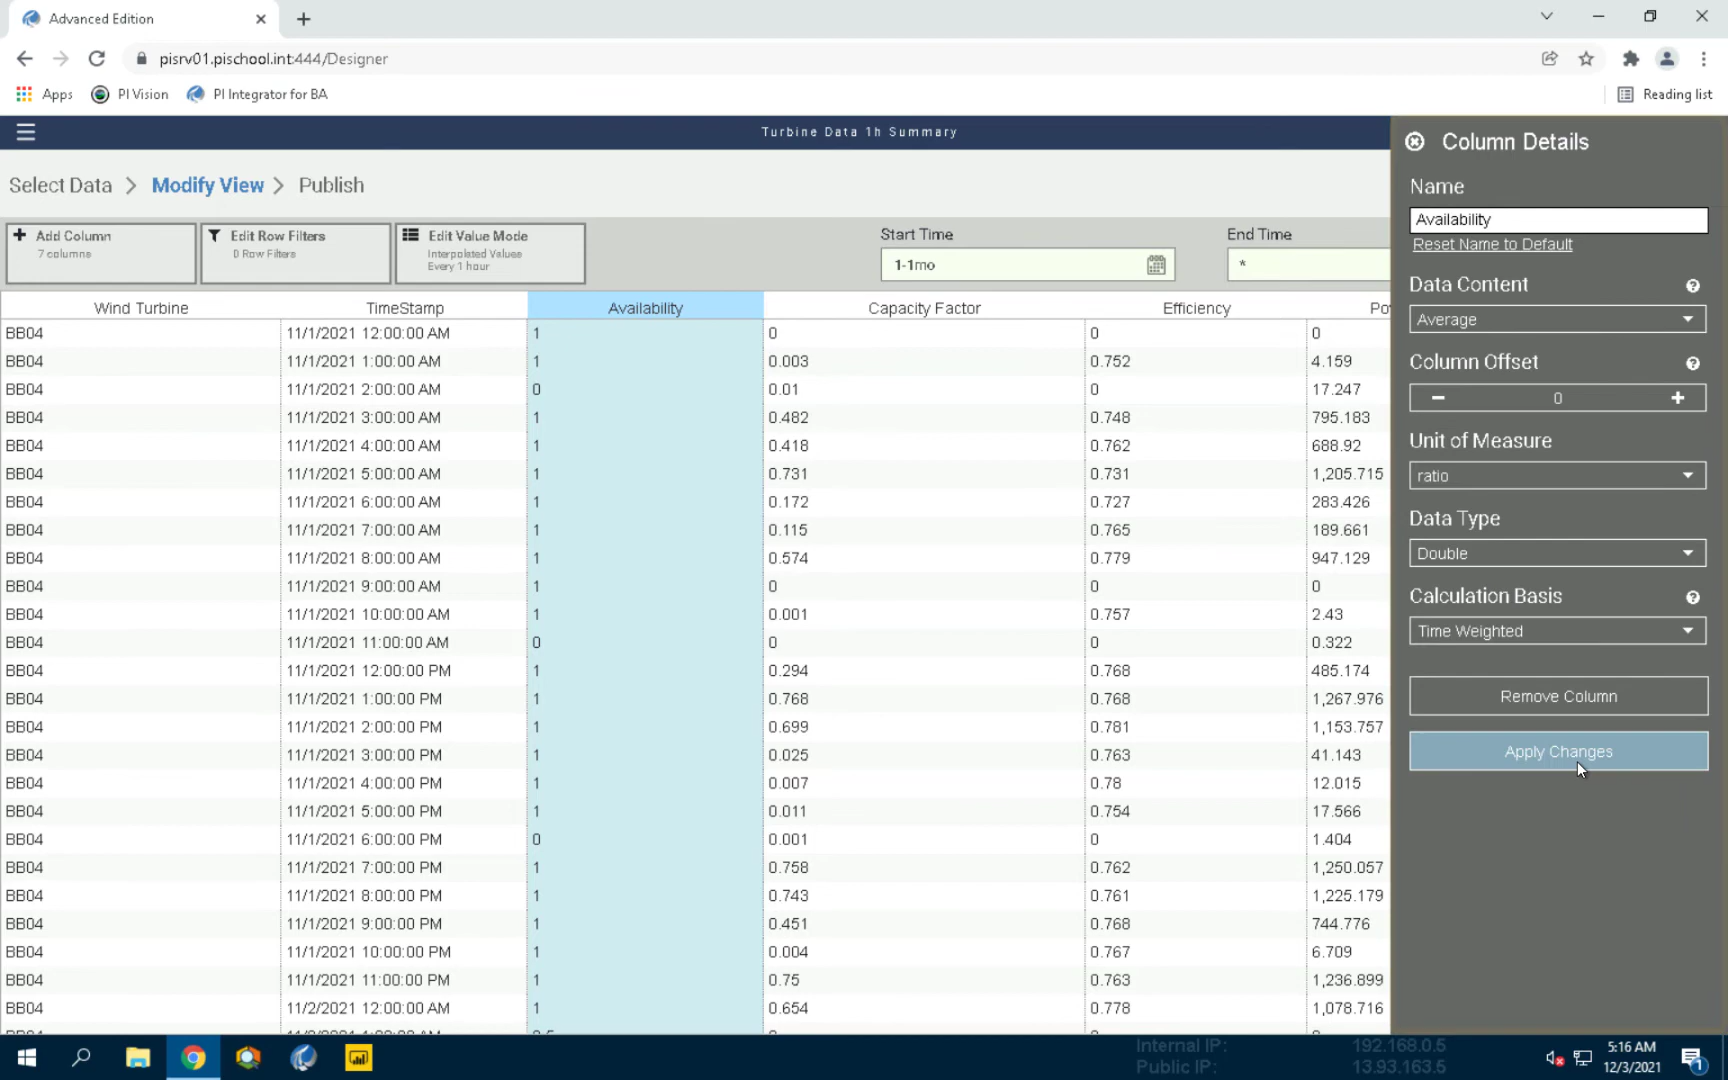 Advanced Edition
pisrv01.pischool.int:444/Designer
Apps PI Vision PI Integrator for BA Reading list
Turbine Data 1h Summary
Select Data > Modify View > Publish
Add Column
7 columns
Edit Row Filters
0 Row Filters
Edit Value Mode
Interpolated Values
Every 1 hour
Start Time
1-1mo
End Time
*
Wind Turbine TimeStamp Availability Capacity Factor Efficiency Po
BB04 11/1/2021 12:00:00 AM 1 0 0 0
BB04 11/1/2021 1:00:00 AM 1 0.003 0.752 4.159
BB04 11/1/2021 2:00:00 AM 0 0.01 0 17.247
BB04 11/1/2021 3:00:00 AM 1 0.482 0.748 795.183
BB04 11/1/2021 4:00:00 AM 1 0.418 0.762 688.92
BB04 11/1/2021 5:00:00 AM 1 0.731 0.731 1,205.715
BB04 11/1/2021 6:00:00 AM 1 0.172 0.727 283.426
BB04 11/1/2021 7:00:00 AM 1 0.115 0.765 189.661
BB04 11/1/2021 8:00:00 AM 1 0.574 0.779 947.129
BB04 11/1/2021 9:00:00 AM 1 0 0 0
BB04 11/1/2021 10:00:00 AM 1 0.001 0.757 2.43
BB04 11/1/2021 11:00:00 AM 0 0 0 0.322
BB04 11/1/2021 12:00:00 PM 1 0.294 0.768 485.174
BB04 11/1/2021 1:00:00 PM 1 0.768 0.768 1,267.976
BB04 11/1/2021 2:00:00 PM 1 0.699 0.781 1,153.757
BB04 11/1/2021 3:00:00 PM 1 0.025 0.763 41.143
BB04 11/1/2021 4:00:00 PM 1 0.007 0.78 12.015
BB04 11/1/2021 5:00:00 PM 1 0.011 0.754 17.566
BB04 11/1/2021 6:00:00 PM 0 0.001 0 1.404
BB04 11/1/2021 7:00:00 PM 1 0.758 0.762 1,250.057
BB04 11/1/2021 8:00:00 PM 1 0.743 0.761 1,225.179
BB04 11/1/2021 9:00:00 PM 1 0.451 0.768 744.776
BB04 11/1/2021 10:00:00 PM 1 0.004 0.767 6.709
BB04 11/1/2021 11:00:00 PM 1 0.75 0.763 1,236.899
BB04 11/2/2021 12:00:00 AM 1 0.654 0.778 1,078.716
Column Details
Name
Availability
Reset Name to Default
Data Content
Average
Column Offset
0
Unit of Measure
ratio
Data Type
Double
Calculation Basis
Time Weighted
Remove Column
Apply Changes
Internal IP: 192.168.0.5
Public IP: 13.93.163.5
5:16 AM
12/3/2021
1